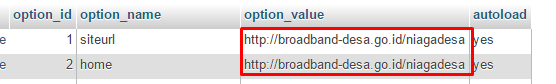 option_id option_name option_value autoload
e 1 siteurl http://broadband-desa.go.id/niagadesa yes
e 2 home http://broadband-desa.go.id/niagadesa yes